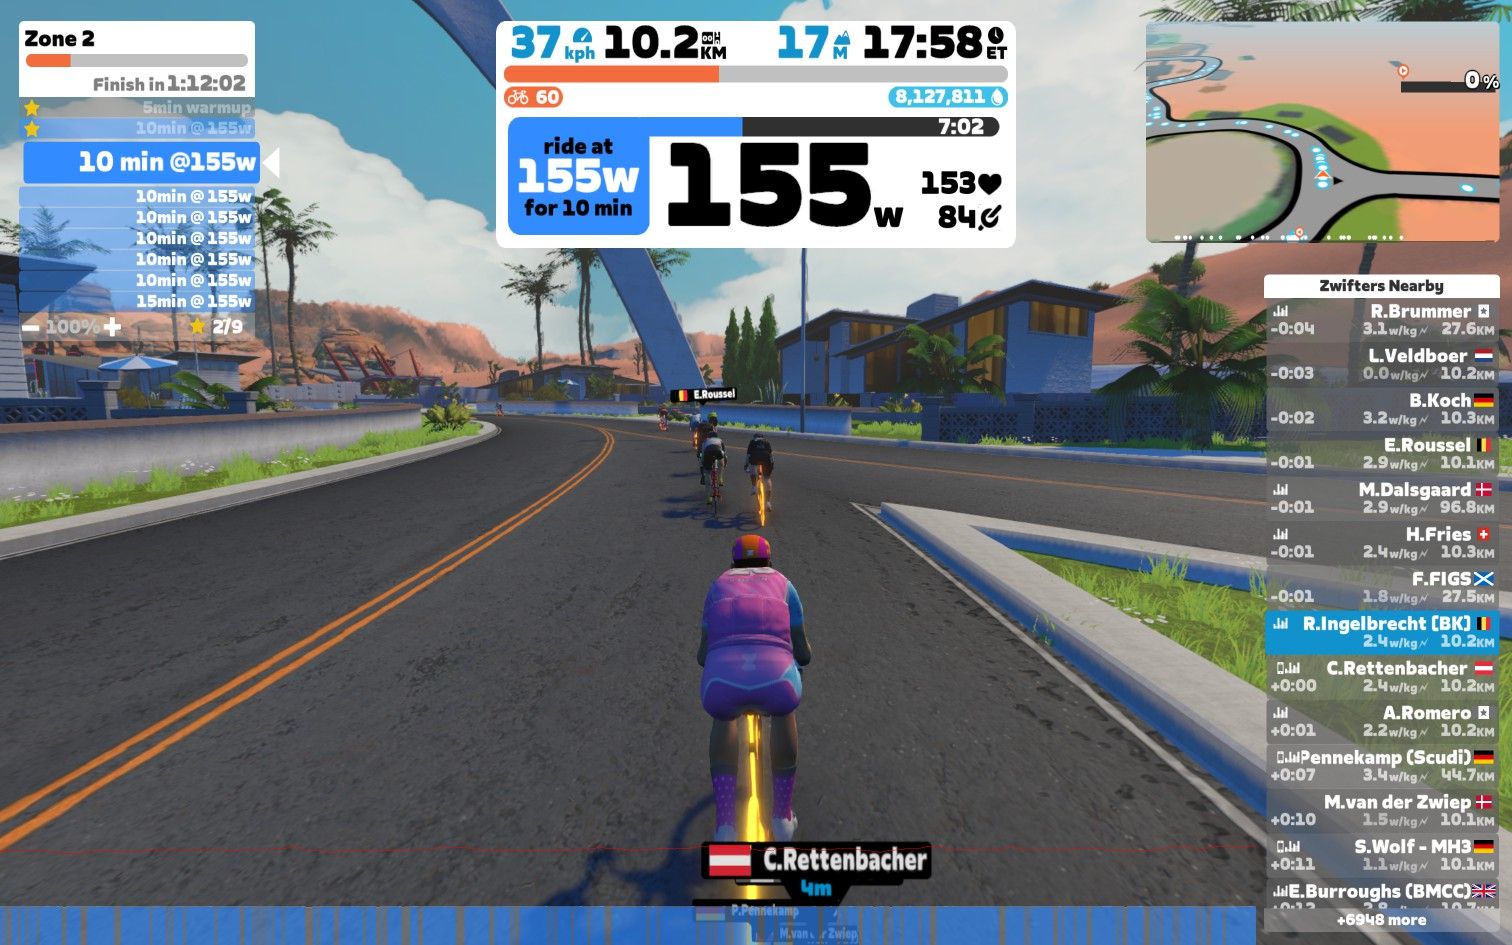 Zone 2
Finish in 1:12:02
5min warmup
10min @ 155w
10 min @155w
10min @ 155w
10min @ 155w
10min @ 155w
10min @ 155w
10min @ 155w
15min @ 155w
− 100% +
2/9
37 kph 10.2 KM 17 M 17:58 ET
60 8,127,811
7:02
ride at
155w
for 10 min
155w
153
84
0%
E.Roussel
Zwifters Nearby
R.Brummer
-0:04 3.1w/kg 27.6KM
L.Veldboer
-0:03 0.0w/kg 10.2KM
B.Koch
-0:02 3.2w/kg 10.3KM
E.Roussel
-0:01 2.9w/kg 10.1KM
M.Dalsgaard
-0:01 2.9w/kg 96.8KM
H.Fries
-0:01 2.4w/kg 10.3KM
F.FIGS
-0:01 1.8w/kg 27.5KM
R.Ingelbrecht (BK)
2.4w/kg 10.2KM
C.Rettenbacher
+0:00 2.4w/kg 10.2KM
A.Romero
+0:01 2.2w/kg 10.2KM
Pennekamp (Scudi)
+0:07 3.4w/kg 44.7KM
M.van der Zwiep
+0:10 1.5w/kg 10.1KM
S.Wolf - MH3
+0:11 1.1w/kg 10.1KM
E.Burroughs (BMCC)
+6948 more
C.Rettenbacher
4m
P.Pennekamp
M.van der Zwiep